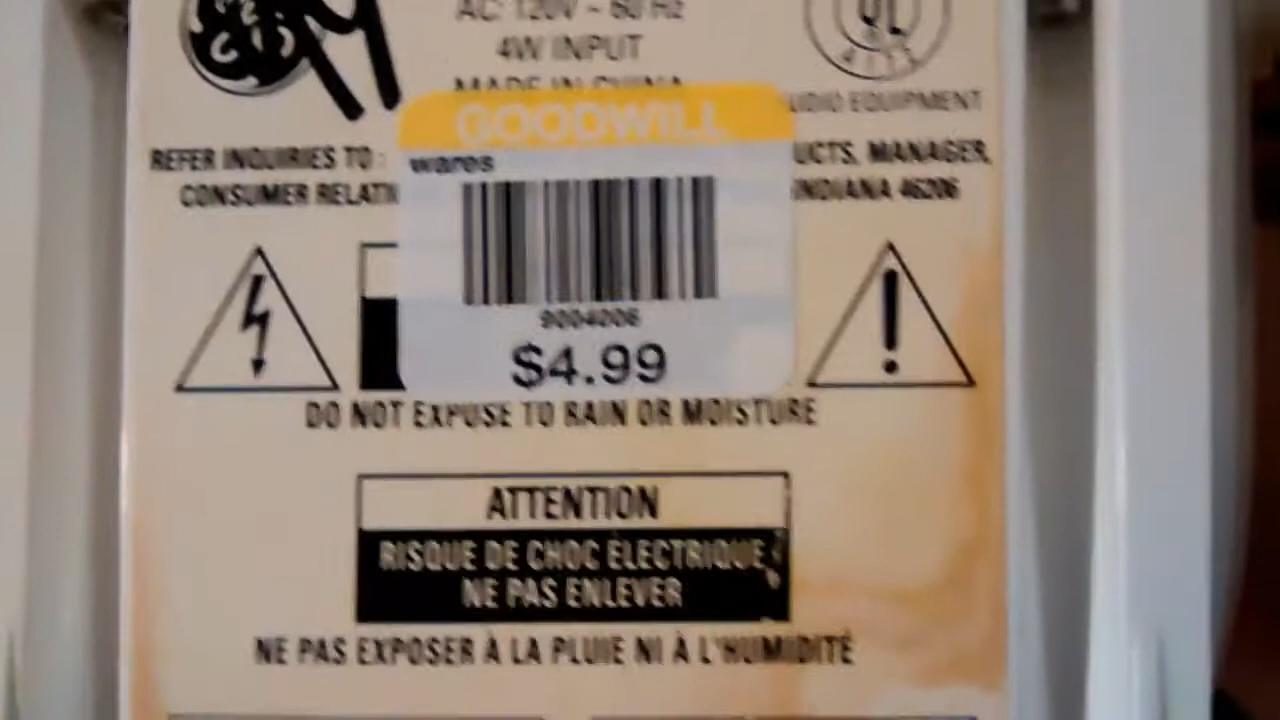 AC: 120V ~ 60 Hz
4W INPUT
MADE IN CHINA
UL
UDIO EQUIPMENT
GOODWILL
REFER INQUIRIES TO:
UCTS, MANAGER,
wares
CONSUMER RELATI
INDIANA 46206
9004006
$4.99
DO NOT EXPOSE TO RAIN OR MOISTURE
ATTENTION
RISQUE DE CHOC ÉLECTRIQUE,
NE PAS ENLEVER
NE PAS EXPOSER À LA PLUIE NI À L'HUMIDITÉ